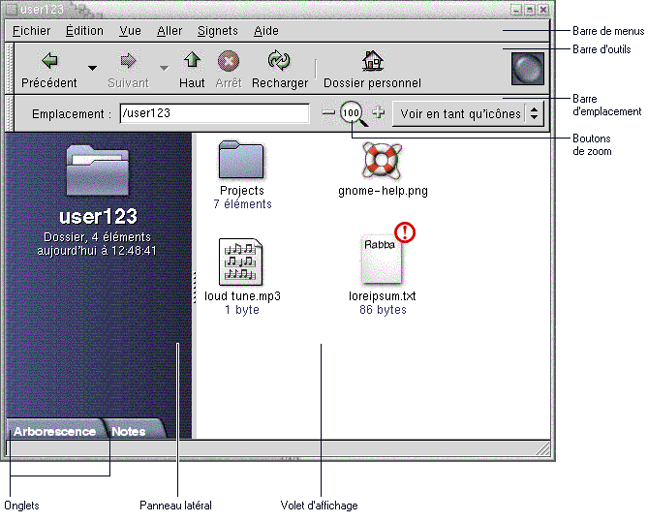 user123
Fichier Édition Vue Aller Signets Aide
Barre de menus
Barre d'outils
Précédent Suivant Haut Arrêt Recharger Dossier personnel
Barre
d'emplacement
Emplacement : /user123 100 Voir en tant qu'icônes
Boutons
de zoom
user123
Dossier, 4 éléments
aujourd'hui à 12:48:41
Projects
7 éléments
gnome-help.png
loud tune.mp3
1 byte
Rabba
loreipsum.txt
86 bytes
Arborescence Notes
Onglets Panneau latéral Volet d'affichage